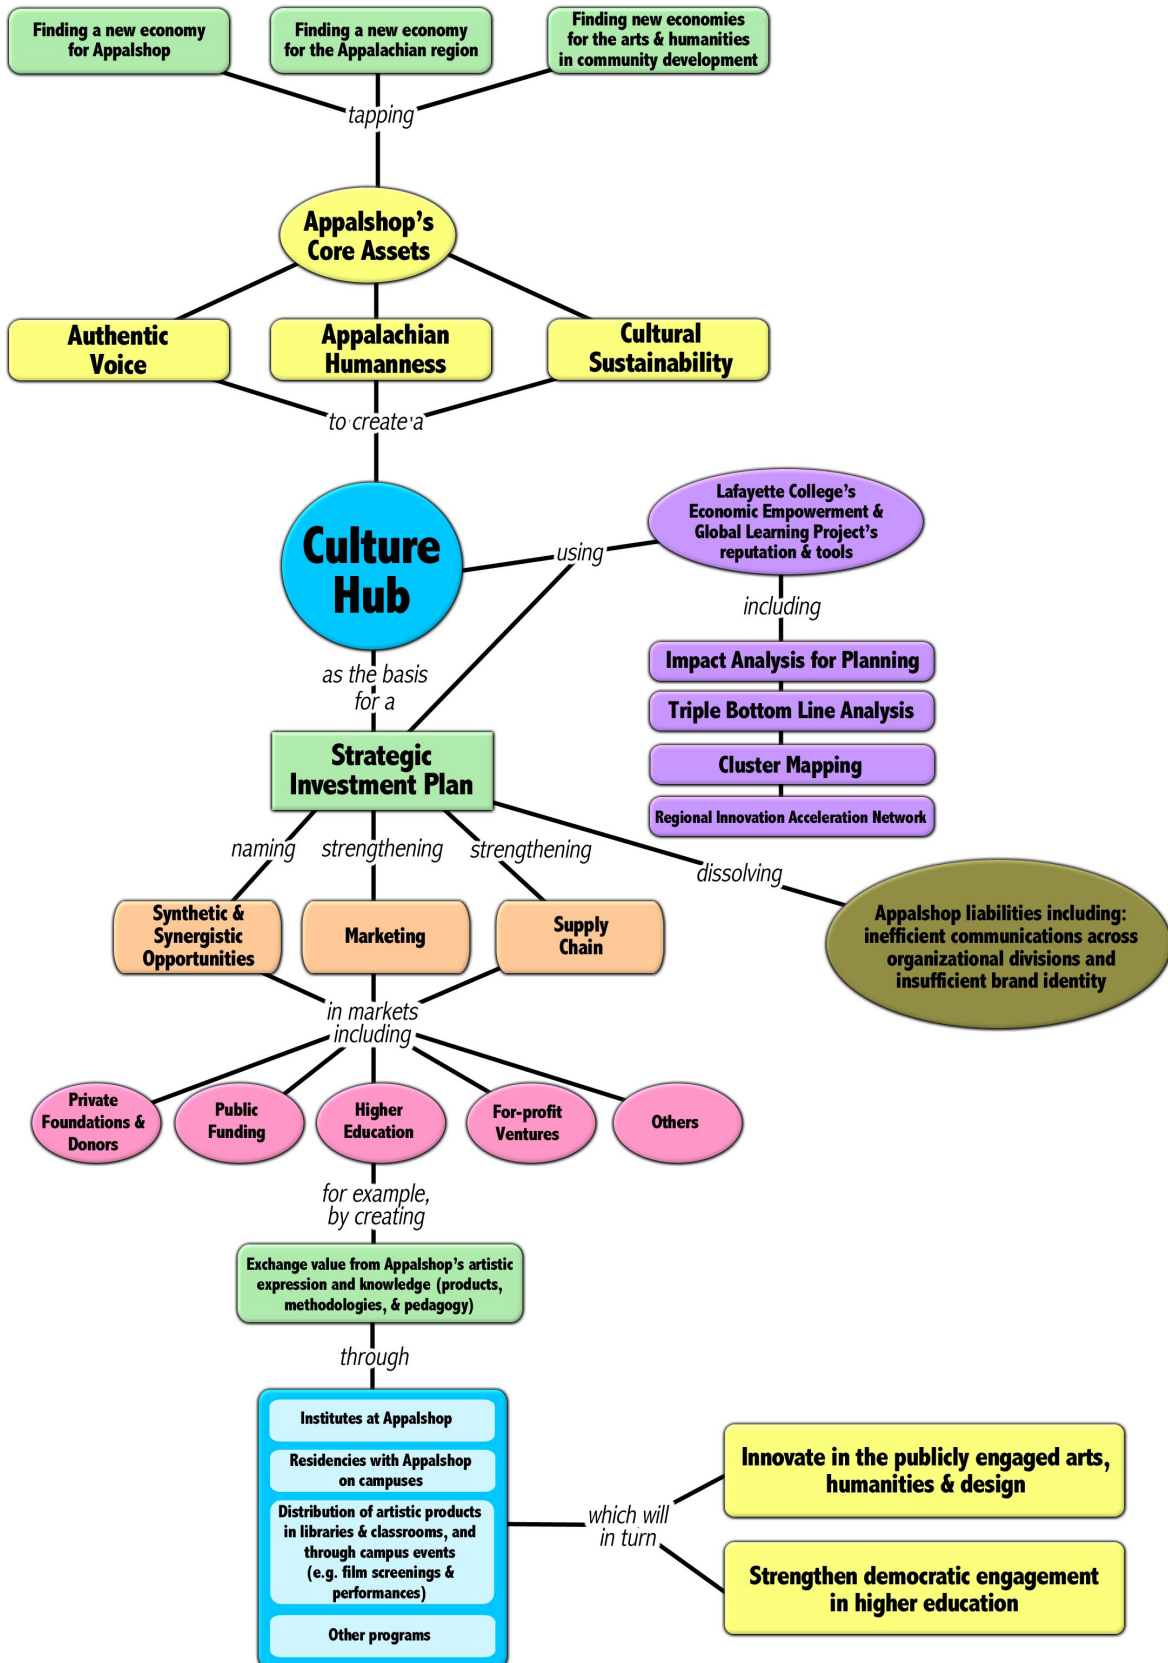 Finding a new economy
for Appalshop
Finding a new economy
for the Appalachian region
Finding new economies
for the arts & humanities
in community development
tapping
Appalshop's
Core Assets
Authentic
Voice
Appalachian
Humanness
Cultural
Sustainability
to create a
Culture
Hub
using
Lafayette College's
Economic Empowerment &
Global Learning Project's
reputation & tools
including
Impact Analysis for Planning
Triple Bottom Line Analysis
Cluster Mapping
Regional Innovation Acceleration Network
as the basis
for a
Strategic
Investment Plan
naming
strengthening
strengthening
dissolving
Appalshop liabilities including:
inefficient communications across
organizational divisions and
insufficient brand identity
Synthetic &
Synergistic
Opportunities
Marketing
Supply
Chain
in markets
including
Private
Foundations &
Donors
Public
Funding
Higher
Education
For-profit
Ventures
Others
for example,
by creating
Exchange value from Appalshop's artistic
expression and knowledge (products,
methodologies, & pedagogy)
through
Institutes at Appalshop
Residencies with Appalshop
on campuses
Distribution of artistic products
in libraries & classrooms, and
through campus events
(e.g. film screenings &
performances)
Other programs
which will
in turn
Innovate in the publicly engaged arts,
humanities & design
Strengthen democratic engagement
in higher education